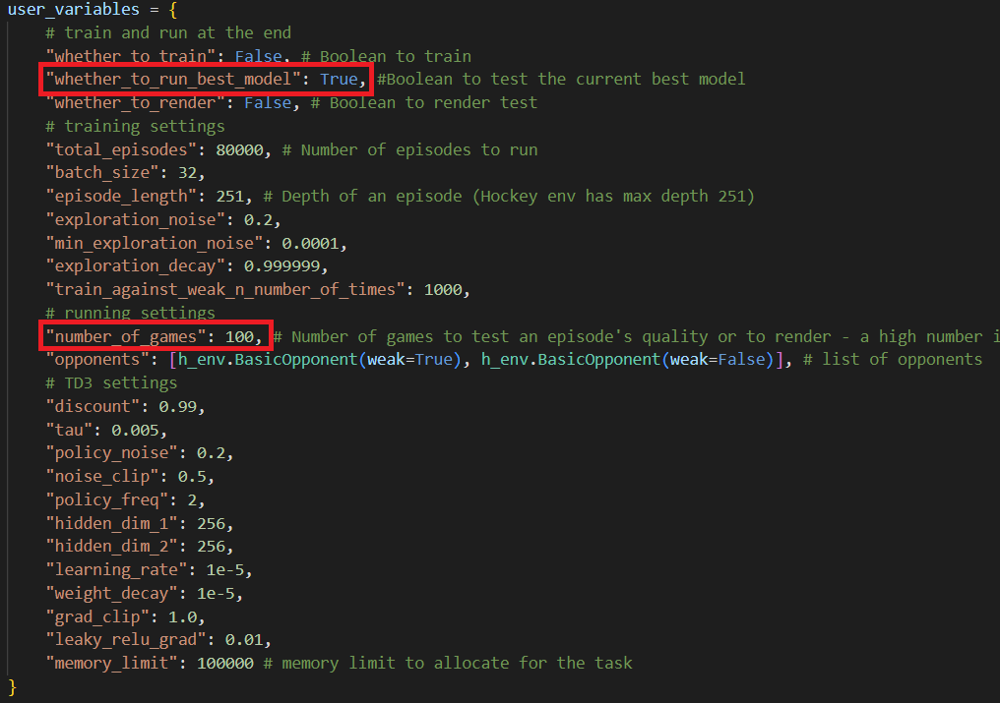 user_variables = {
# train and run at the end
"whether_to_train": False, # Boolean to train
"whether_to_run_best_model": True, #Boolean to test the current best model
"whether_to_render": False, # Boolean to render test
# training settings
"total_episodes": 80000, # Number of episodes to run
"batch_size": 32,
"episode_length": 251, # Depth of an episode (Hockey env has max depth 251)
"exploration_noise": 0.2,
"min_exploration_noise": 0.0001,
"exploration_decay": 0.999999,
"train_against_weak_n_number_of_times": 1000,
# running settings
"number_of_games": 100, # Number of games to test an episode's quality or to render - a high number i
"opponents": [h_env.BasicOpponent(weak=True), h_env.BasicOpponent(weak=False)], # list of opponents
# TD3 settings
"discount": 0.99,
"tau": 0.005,
"policy_noise": 0.2,
"noise_clip": 0.5,
"policy_freq": 2,
"hidden_dim_1": 256,
"hidden_dim_2": 256,
"learning_rate": 1e-5,
"weight_decay": 1e-5,
"grad_clip": 1.0,
"leaky_relu_grad": 0.01,
"memory_limit": 100000 # memory limit to allocate for the task
}